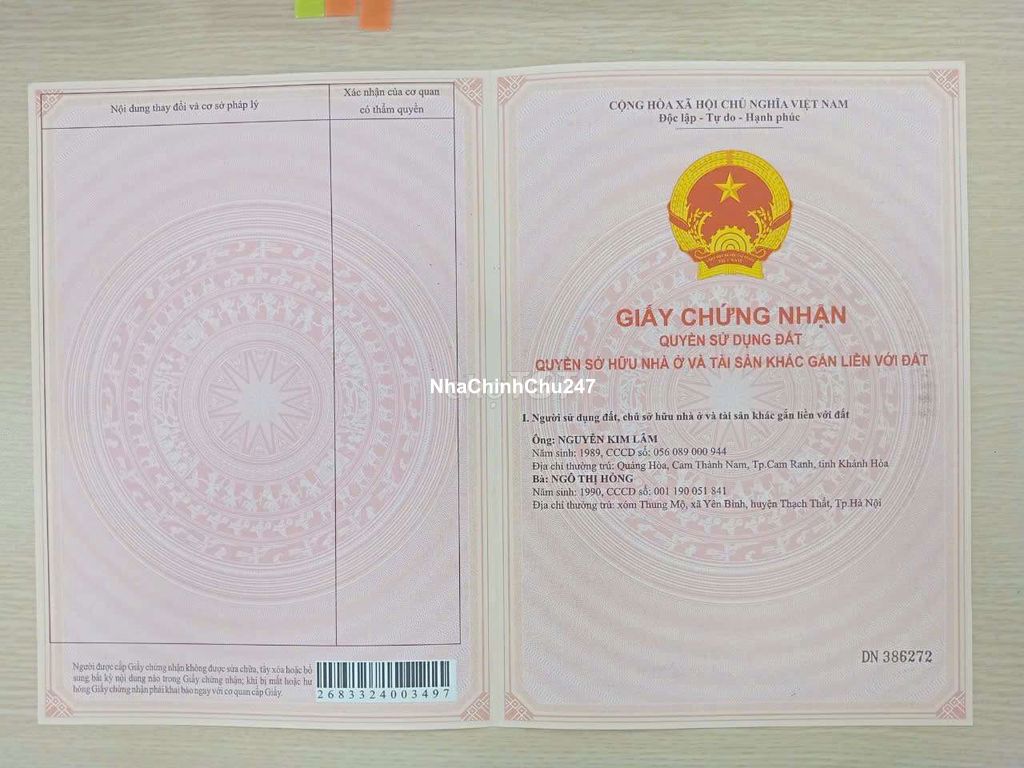 Nội dung thay đổi và cơ sở pháp lý
Xác nhận của cơ quan
có thẩm quyền
Người được cấp Giấy chứng nhận không được sửa chữa, tẩy xóa hoặc bổ
sung bất kỳ nội dung nào trong Giấy chứng nhận; khi bị mất hoặc hư
hỏng Giấy chứng nhận phải khai báo ngay với cơ quan cấp Giấy.
2683324003497
CỘNG HÒA XÃ HỘI CHỦ NGHĨA VIỆT NAM
Độc lập - Tự do - Hạnh phúc
GIẤY CHỨNG NHẬN
QUYỀN SỬ DỤNG ĐẤT
QUYỀN SỞ HỮU NHÀ Ở VÀ TÀI SẢN KHÁC GẮN LIỀN VỚI ĐẤT
NhaChinhChu247
I. Người sử dụng đất, chủ sở hữu nhà ở và tài sản khác gắn liền với đất
Ông: NGUYỄN KIM LÂM
Năm sinh: 1989, CCCD số: 056 089 000 944
Địa chỉ thường trú: Quảng Hòa, Cam Thành Nam, Tp.Cam Ranh, tỉnh Khánh Hòa
Bà: NGÔ THỊ HỒNG
Năm sinh: 1990, CCCD số: 001 190 051 841
Địa chỉ thường trú: xóm Thung Mộ, xã Yên Bình, huyện Thạch Thất, Tp.Hà Nội
DN 386272